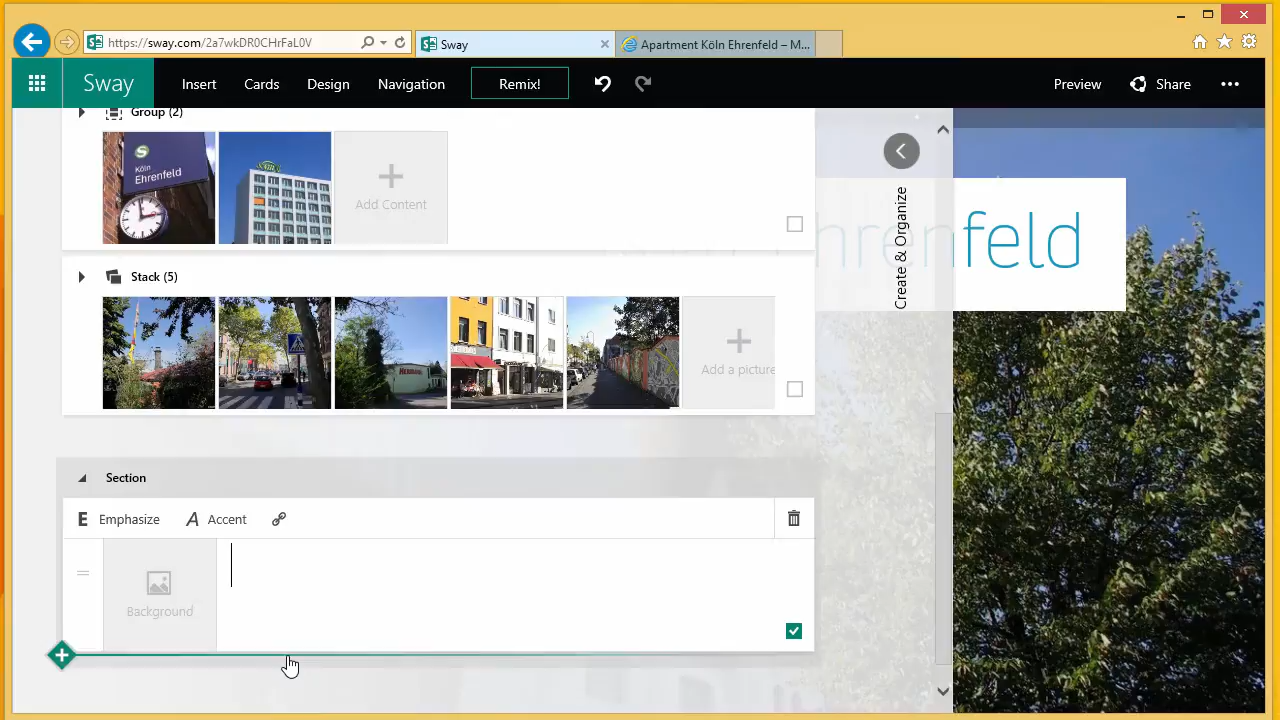 https://sway.com/2a7wkDR0CHrFaL0V
Sway
Apartment Köln Ehrenfeld – M...
Sway
Insert
Cards
Design
Navigation
Remix!
Preview
Share
Group (2)
Köln
Ehrenfeld
Add Content
hrenfeld
Create & Organize
Stack (5)
Add a picture
Section
E Emphasize
A Accent
Background